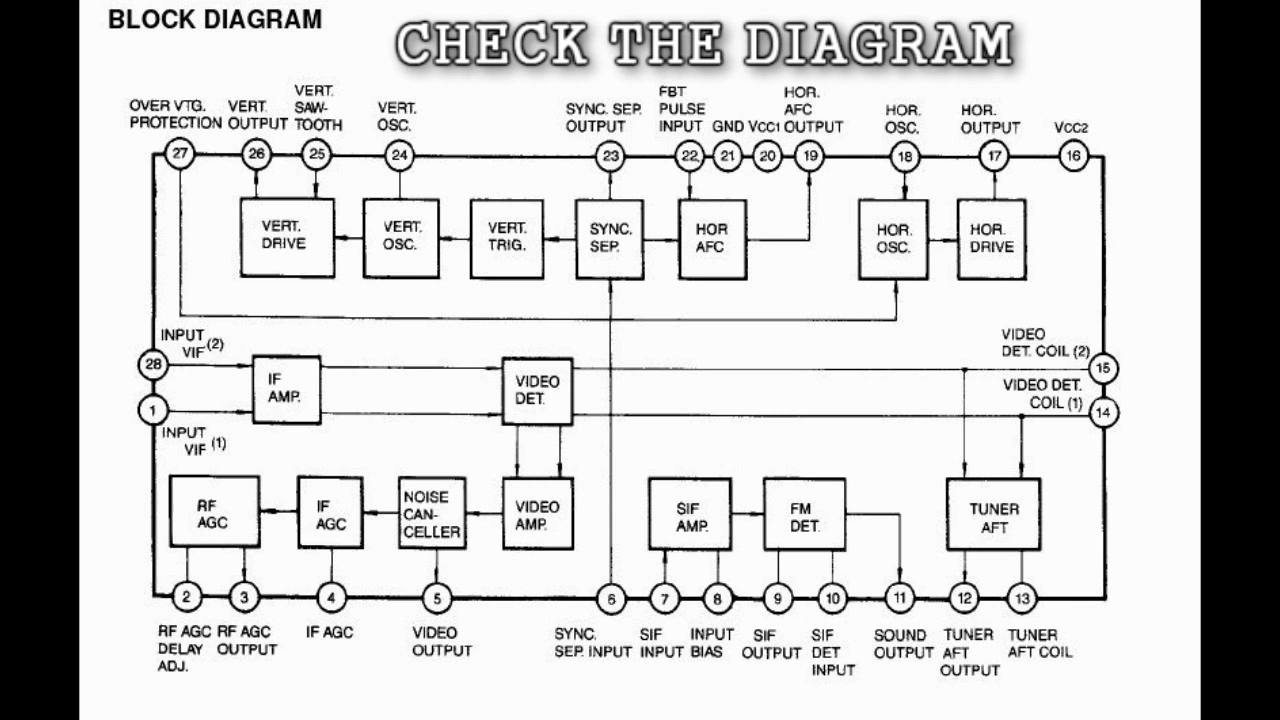 BLOCK DIAGRAM
CHECK THE DIAGRAM
OVER VTG.
PROTECTION
VERT.
OUTPUT
VERT.
SAW-
TOOTH
VERT.
OSC.
SYNC. SEP.
OUTPUT
FBT
PULSE
INPUT
GND
VCC1
HOR.
AFC
OUTPUT
HOR.
OSC.
HOR.
OUTPUT
VCC2
27
26
25
24
23
22
21
20
19
18
17
16
VERT.
DRIVE
VERT.
OSC.
VERT.
TRIG.
SYNC.
SEP.
HOR
AFC
HOR.
OSC.
HOR.
DRIVE
INPUT
VIF (2)
28
1
INPUT
VIF (1)
IF
AMP.
VIDEO
DET.
VIDEO
DET. COIL (2)
15
VIDEO DET.
COIL (1)
14
RF
AGC
IF
AGC
NOISE
CAN-
CELLER
VIDEO
AMP.
SIF
AMP.
FM
DET.
TUNER
AFT
2
3
4
5
6
7
8
9
10
11
12
13
RF AGC
DELAY
ADJ.
RF AGC
OUTPUT
IF AGC
VIDEO
OUTPUT
SYNC.
SEP. INPUT
SIF
INPUT
INPUT
BIAS
SIF
OUTPUT
SIF
DET
INPUT
SOUND
OUTPUT
TUNER
AFT
OUTPUT
TUNER
AFT COIL